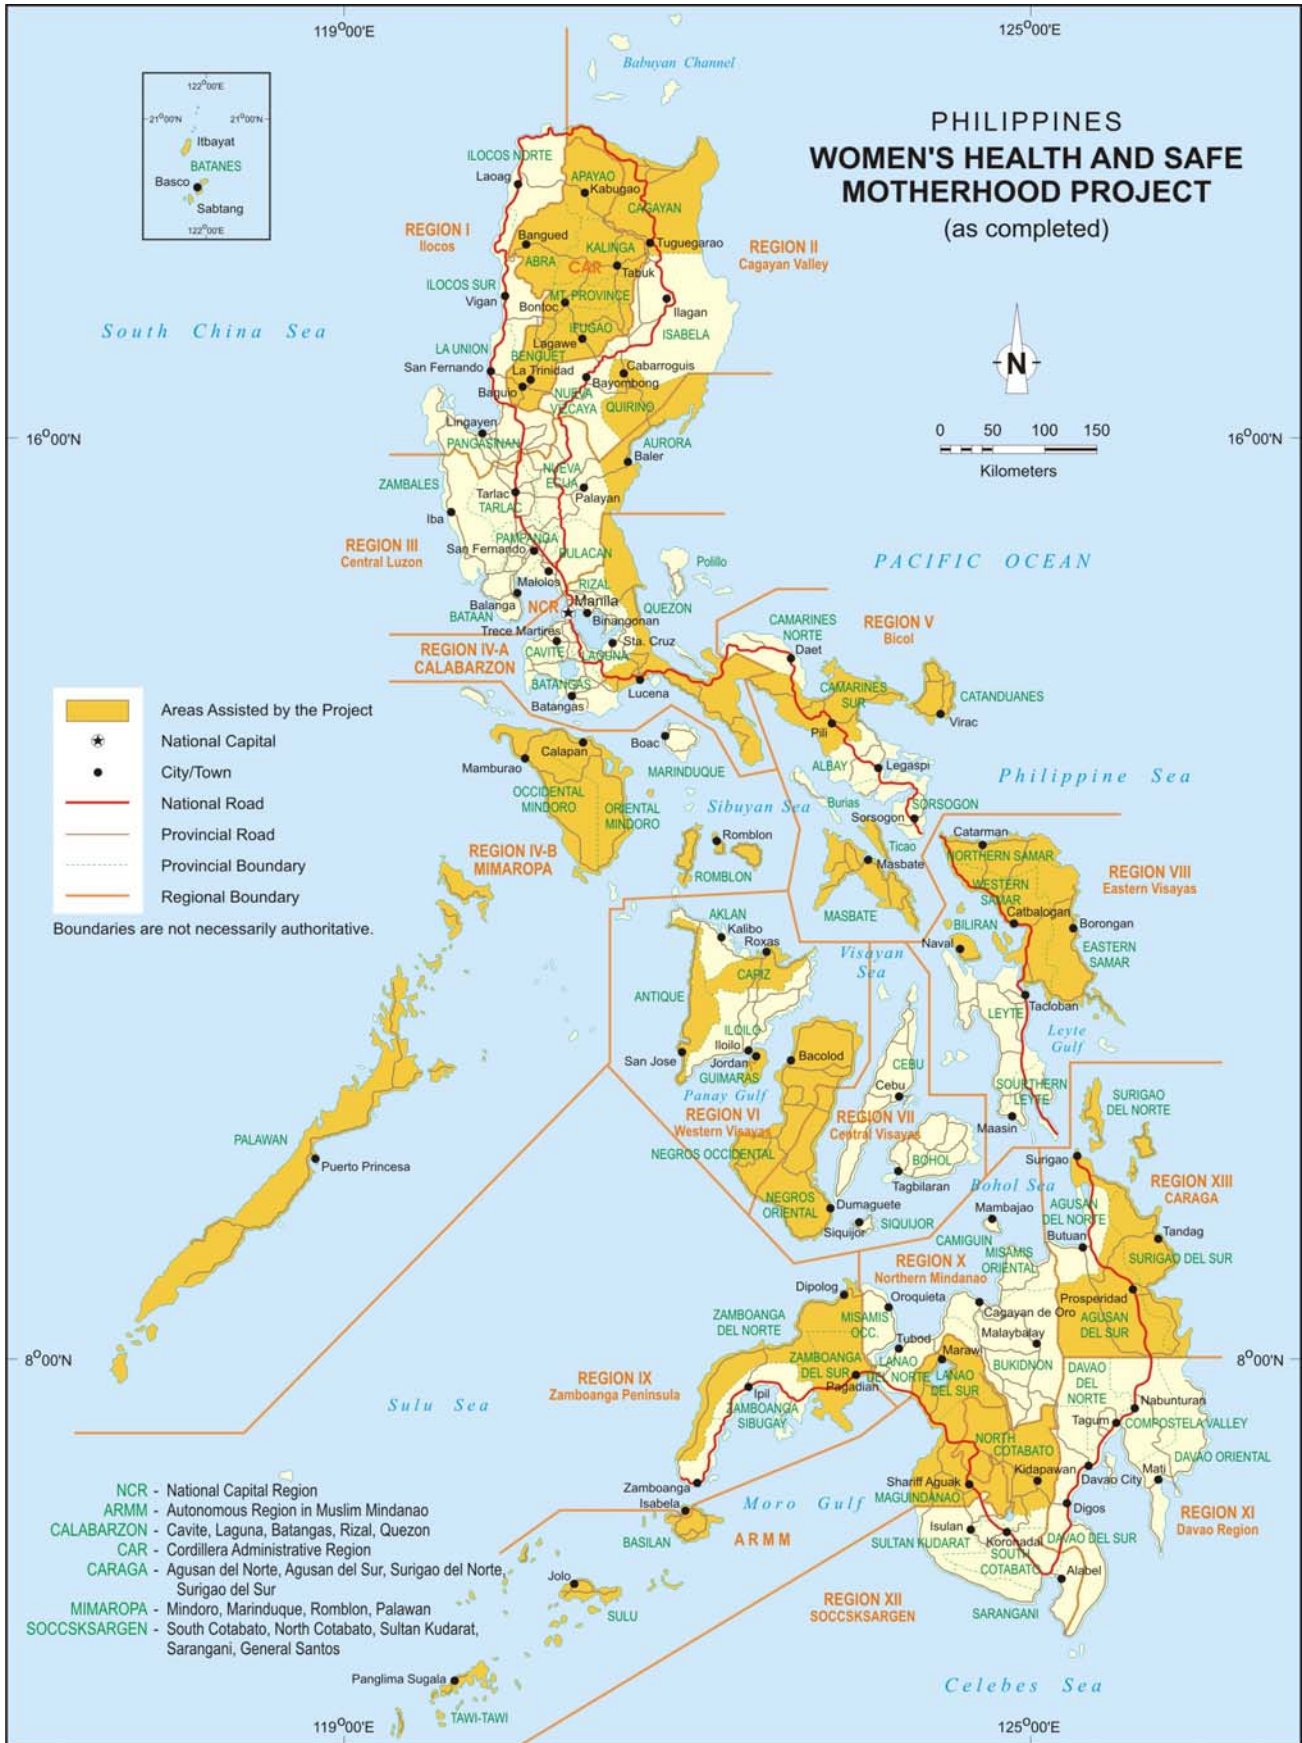 119°00'E
125°00'E
Babuyan Channel
122°00'E
21°00'N
21°00'N
Itbayat
BATANES
Basco
Sabtang
122°00'E
PHILIPPINES
WOMEN'S HEALTH AND SAFE
MOTHERHOOD PROJECT
(as completed)
ILOCOS NORTE
Laoag
APAYAO
Kabugao
CAGAYAN
REGION I
Ilocos
Bangued
ABRA
KALINGA
CAR
Tabuk
Tuguegarao
REGION II
Cagayan Valley
ILOCOS SUR
Vigan
MT. PROVINCE
Bontoc
Ilagan
ISABELA
South China Sea
IFUGAO
Lagawe
LA UNION
San Fernando
BENGUET
La Trinidad
Baguio
Cabarroguis
Bayombong
NUEVA
VIZCAYA
QUIRINO
N
0 50 100 150
Kilometers
16°00'N
16°00'N
Lingayen
PANGASINAN
AURORA
Baler
ZAMBALES
Iba
Tarlac
TARLAC
NUEVA
ECIJA
Palayan
REGION III
Central Luzon
PAMPANGA
San Fernando
BULACAN
Malolos
RIZAL
Polillo
PACIFIC OCEAN
Balanga
BATAAN
NCR
Manila
Binangonan
QUEZON
Trece Martires
Sta. Cruz
REGION IV-A
CALABARZON
CAVITE
LAGUNA
BATANGAS
Batangas
Lucena
CAMARINES
NORTE
Daet
REGION V
Bicol
CAMARINES
SUR
CATANDUANES
Virac
Pili
Areas Assisted by the Project
National Capital
City/Town
National Road
Provincial Road
Provincial Boundary
Regional Boundary
Boundaries are not necessarily authoritative.
Calapan
Mamburao
Boac
MARINDUQUE
ALBAY
Legaspi
Philippine Sea
OCCIDENTAL
MINDORO
ORIENTAL
MINDORO
Sibuyan Sea
Burias
SORSOGON
Sorsogon
REGION IV-B
MIMAROPA
Romblon
ROMBLON
Ticao
Masbate
MASBATE
Catarman
NORTHERN SAMAR
WESTERN
SAMAR
REGION VIII
Eastern Visayas
Catbalogan
BILIRAN
Naval
Borongan
EASTERN
SAMAR
AKLAN
Kalibo
Roxas
CAPIZ
Visayan
Sea
ANTIQUE
ILOILO
Iloilo
San Jose
Jordan
GUIMARAS
Bacolod
Tacloban
LEYTE
Leyte
Gulf
CEBU
Cebu
Panay Gulf
REGION VI
Western Visayas
REGION VII
Central Visayas
SOURTHERN
LEYTE
Maasin
SURIGAO
DEL NORTE
NEGROS OCCIDENTAL
BOHOL
Tagbilaran
Surigao
Bohol Sea
PALAWAN
Puerto Princesa
NEGROS
ORIENTAL
Dumaguete
Siquijor
SIQUIJOR
Mambajao
CAMIGUIN
AGUSAN
DEL NORTE
Butuan
REGION XIII
CARAGA
Tandag
SURIGAO DEL SUR
REGION X
Northern Mindanao
MISAMIS
ORIENTAL
Dipolog
Oroquieta
MISAMIS
OCC.
Cagayan de Oro
Prosperidad
AGUSAN
DEL SUR
ZAMBOANGA
DEL NORTE
Malaybalay
BUKIDNON
Tubod
LANAO
DEL NORTE
Marawi
LANAO
DEL SUR
8°00'N
8°00'N
ZAMBOANGA
DEL SUR
Pagadian
REGION IX
Zamboanga Peninsula
Ipil
ZAMBOANGA
SIBUGAY
DAVAO
DEL
NORTE
Nabunturan
Tagum
COMPOSTELA VALLEY
Sulu Sea
NORTH
COTABATO
Kidapawan
DAVAO ORIENTAL
Mati
Davao City
Shariff Aguak
MAGUINDANAO
Zamboanga
Isabela
BASILAN
Moro Gulf
ARMM
Digos
REGION XI
Davao Region
Isulan
SULTAN KUDARAT
Koronadal
SOUTH
COTABATO
DAVAO DEL SUR
Alabel
SARANGANI
REGION XII
SOCCSKSARGEN
NCR - National Capital Region
ARMM - Autonomous Region in Muslim Mindanao
CALABARZON - Cavite, Laguna, Batangas, Rizal, Quezon
CAR - Cordillera Administrative Region
CARAGA - Agusan del Norte, Agusan del Sur, Surigao del Norte,
Surigao del Sur
MIMAROPA - Mindoro, Marinduque, Romblon, Palawan
SOCCSKSARGEN - South Cotabato, North Cotabato, Sultan Kudarat,
Sarangani, General Santos
Jolo
SULU
Panglima Sugala
TAWI-TAWI
Celebes Sea
119°00'E
125°00'E